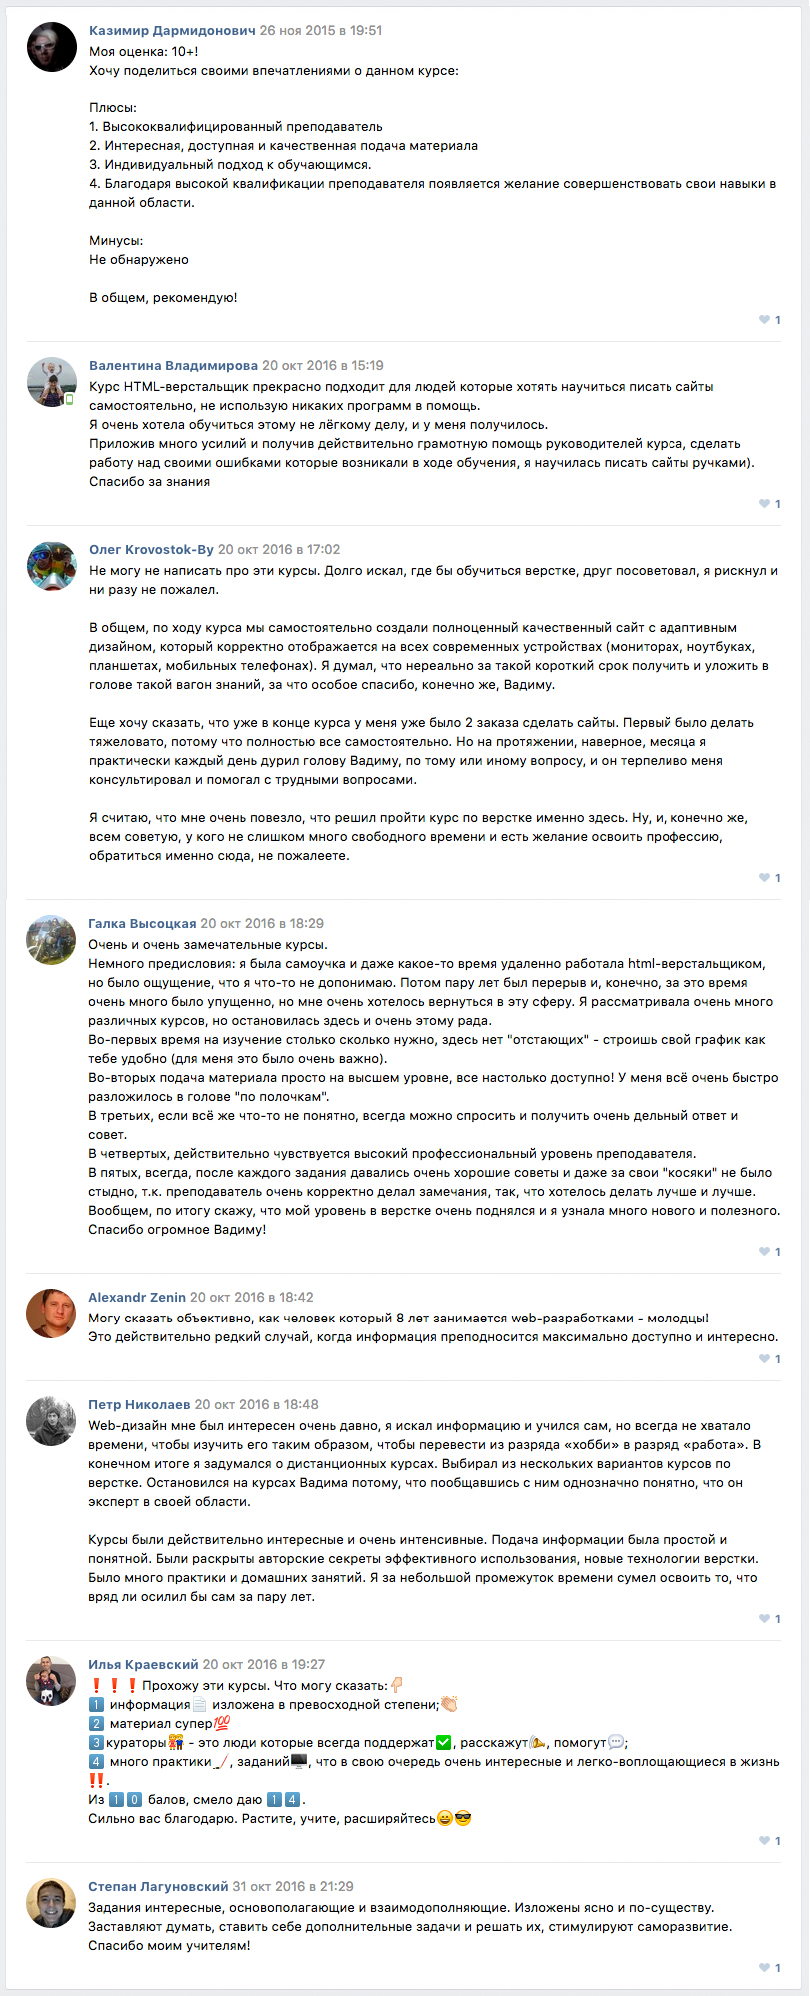 Казимир Дармидонович 26 ноя 2015 в 19:51
Моя оценка: 10+!
Хочу поделиться своими впечатлениями о данном курсе:
Плюсы:
1. Высококвалифицированный преподаватель
2. Интересная, доступная и качественная подача материала
3. Индивидуальный подход к обучающимся.
4. Благодаря высокой квалификации преподавателя появляется желание совершенствовать свои навыки в
данной области.
Минусы:
Не обнаружено
В общем, рекомендую!
1
Валентина Владимирова 20 окт 2016 в 15:19
Курс HTML-верстальщик прекрасно подходит для людей которые хотять научиться писать сайты
самостоятельно, не использую никаких программ в помощь.
Я очень хотела обучиться этому не лёгкому делу, и у меня получилось.
Приложив много усилий и получив действительно грамотную помощь руководителей курса, сделать
работу над своими ошибками которые возникали в ходе обучения, я научилась писать сайты ручками).
Спасибо за знания
1
Олег Krovostok-By 20 окт 2016 в 17:02
Не могу не написать про эти курсы. Долго искал, где бы обучиться верстке, друг посоветовал, я рискнул и
ни разу не пожалел.
В общем, по ходу курса мы самостоятельно создали полноценный качественный сайт с адаптивным
дизайном, который корректно отображается на всех современных устройствах (мониторах, ноутбуках,
планшетах, мобильных телефонах). Я думал, что нереально за такой короткий срок получить и уложить в
голове такой вагон знаний, за что особое спасибо, конечно же, Вадиму.
Еще хочу сказать, что уже в конце курса у меня уже было 2 заказа сделать сайты. Первый было делать
тяжеловато, потому что полностью все самостоятельно. Но на протяжении, наверное, месяца я
практически каждый день дурил голову Вадиму, по тому или иному вопросу, и он терпеливо меня
консультировал и помогал с трудными вопросами.
Я считаю, что мне очень повезло, что решил пройти курс по верстке именно здесь. Ну, и, конечно же,
всем советую, у кого не слишком много свободного времени и есть желание освоить профессию,
обратиться именно сюда, не пожалеете.
1
Галка Высоцкая 20 окт 2016 в 18:29
Очень и очень замечательные курсы.
Немного предисловия: я была самоучка и даже какое-то время удаленно работала html-верстальщиком,
но было ощущение, что я что-то не допонимаю. Потом пару лет был перерыв и, конечно, за это время
очень много было упущенно, но мне очень хотелось вернуться в эту сферу. Я рассматривала очень много
различных курсов, но остановилась здесь и очень этому рада.
Во-первых время на изучение столько сколько нужно, здесь нет "отстающих" - строишь свой график как
тебе удобно (для меня это было очень важно).
Во-вторых подача материала просто на высшем уровне, все настолько доступно! У меня всё очень быстро
разложилось в голове "по полочкам".
В третьих, если всё же что-то не понятно, всегда можно спросить и получить очень дельный ответ и
совет.
В четвертых, действительно чувствуется высокий профессиональный уровень преподавателя.
В пятых, всегда, после каждого задания давались очень хорошие советы и даже за свои "косяки" не было
стыдно, т.к. преподаватель очень корректно делал замечания, так, что хотелось делать лучше и лучше.
Вообщем, по итогу скажу, что мой уровень в верстке очень поднялся и я узнала много нового и полезного.
Спасибо огромное Вадиму!
1
Alexandr Zenin 20 окт 2016 в 18:42
Могу сказать объективно, как человек который 8 лет занимается web-разработками - молодцы!
Это действительно редкий случай, когда информация преподносится максимально доступно и интересно.
1
Петр Николаев 20 окт 2016 в 18:48
Web-дизайн мне был интересен очень давно, я искал информацию и учился сам, но всегда не хватало
времени, чтобы изучить его таким образом, чтобы перевести из разряда «хобби» в разряд «работа». В
конечном итоге я задумался о дистанционных курсах. Выбирал из нескольких вариантов курсов по
верстке. Остановился на курсах Вадима потому, что пообщавшись с ним однозначно понятно, что он
эксперт в своей области.
Курсы были действительно интересные и очень интенсивные. Подача информации была простой и
понятной. Были раскрыты авторские секреты эффективного использования, новые технологии верстки.
Было много практики и домашних занятий. Я за небольшой промежуток времени сумел освоить то, что
вряд ли осилил бы сам за пару лет.
1
Илья Краевский 20 окт 2016 в 19:27
❗❗❗Прохожу эти курсы. Что могу сказать:👇
1️⃣ информация📄 изложена в превосходной степени;👏
2️⃣ материал супер💯
3️⃣кураторы👫 - это люди которые всегда поддержат✅, расскажут🙏, помогут💬;
4️⃣ много практики🖌, заданий🖥, что в свою очередь очень интересные и легко-воплощающиеся в жизнь
‼️.
Из 1️⃣0️⃣ балов, смело даю 1️⃣4️⃣.
Сильно вас благодарю. Растите, учите, расширяйтесь😄😎
1
Степан Лагуновский 31 окт 2016 в 21:29
Задания интересные, основополагающие и взаимодополняющие. Изложены ясно и по-существу.
Заставляют думать, ставить себе дополнительные задачи и решать их, стимулируют саморазвитие.
Спасибо моим учителям!
1